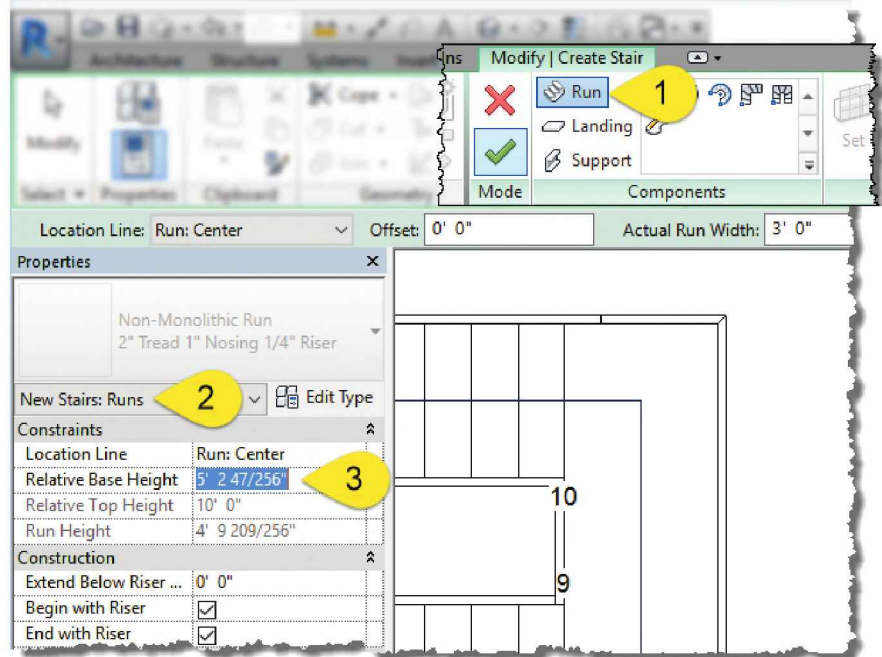 Architecture Structure Systems Insert
ns Modify | Create Stair
Run
1
Landing
Support
Set
Modify
Paste
Cope
Cut
Join
Select Properties Clipboard Geometry
Mode Components
Location Line: Run: Center Offset: 0' 0" Actual Run Width: 3' 0"
Properties
Non-Monolithic Run
2" Tread 1" Nosing 1/4" Riser
New Stairs: Runs 2 Edit Type
Constraints
Location Line Run: Center
Relative Base Height 5' 2 47/256" 3
Relative Top Height 10' 0"
Run Height 4' 9 209/256"
Construction
Extend Below Riser ... 0' 0"
Begin with Riser
End with Riser
10
9